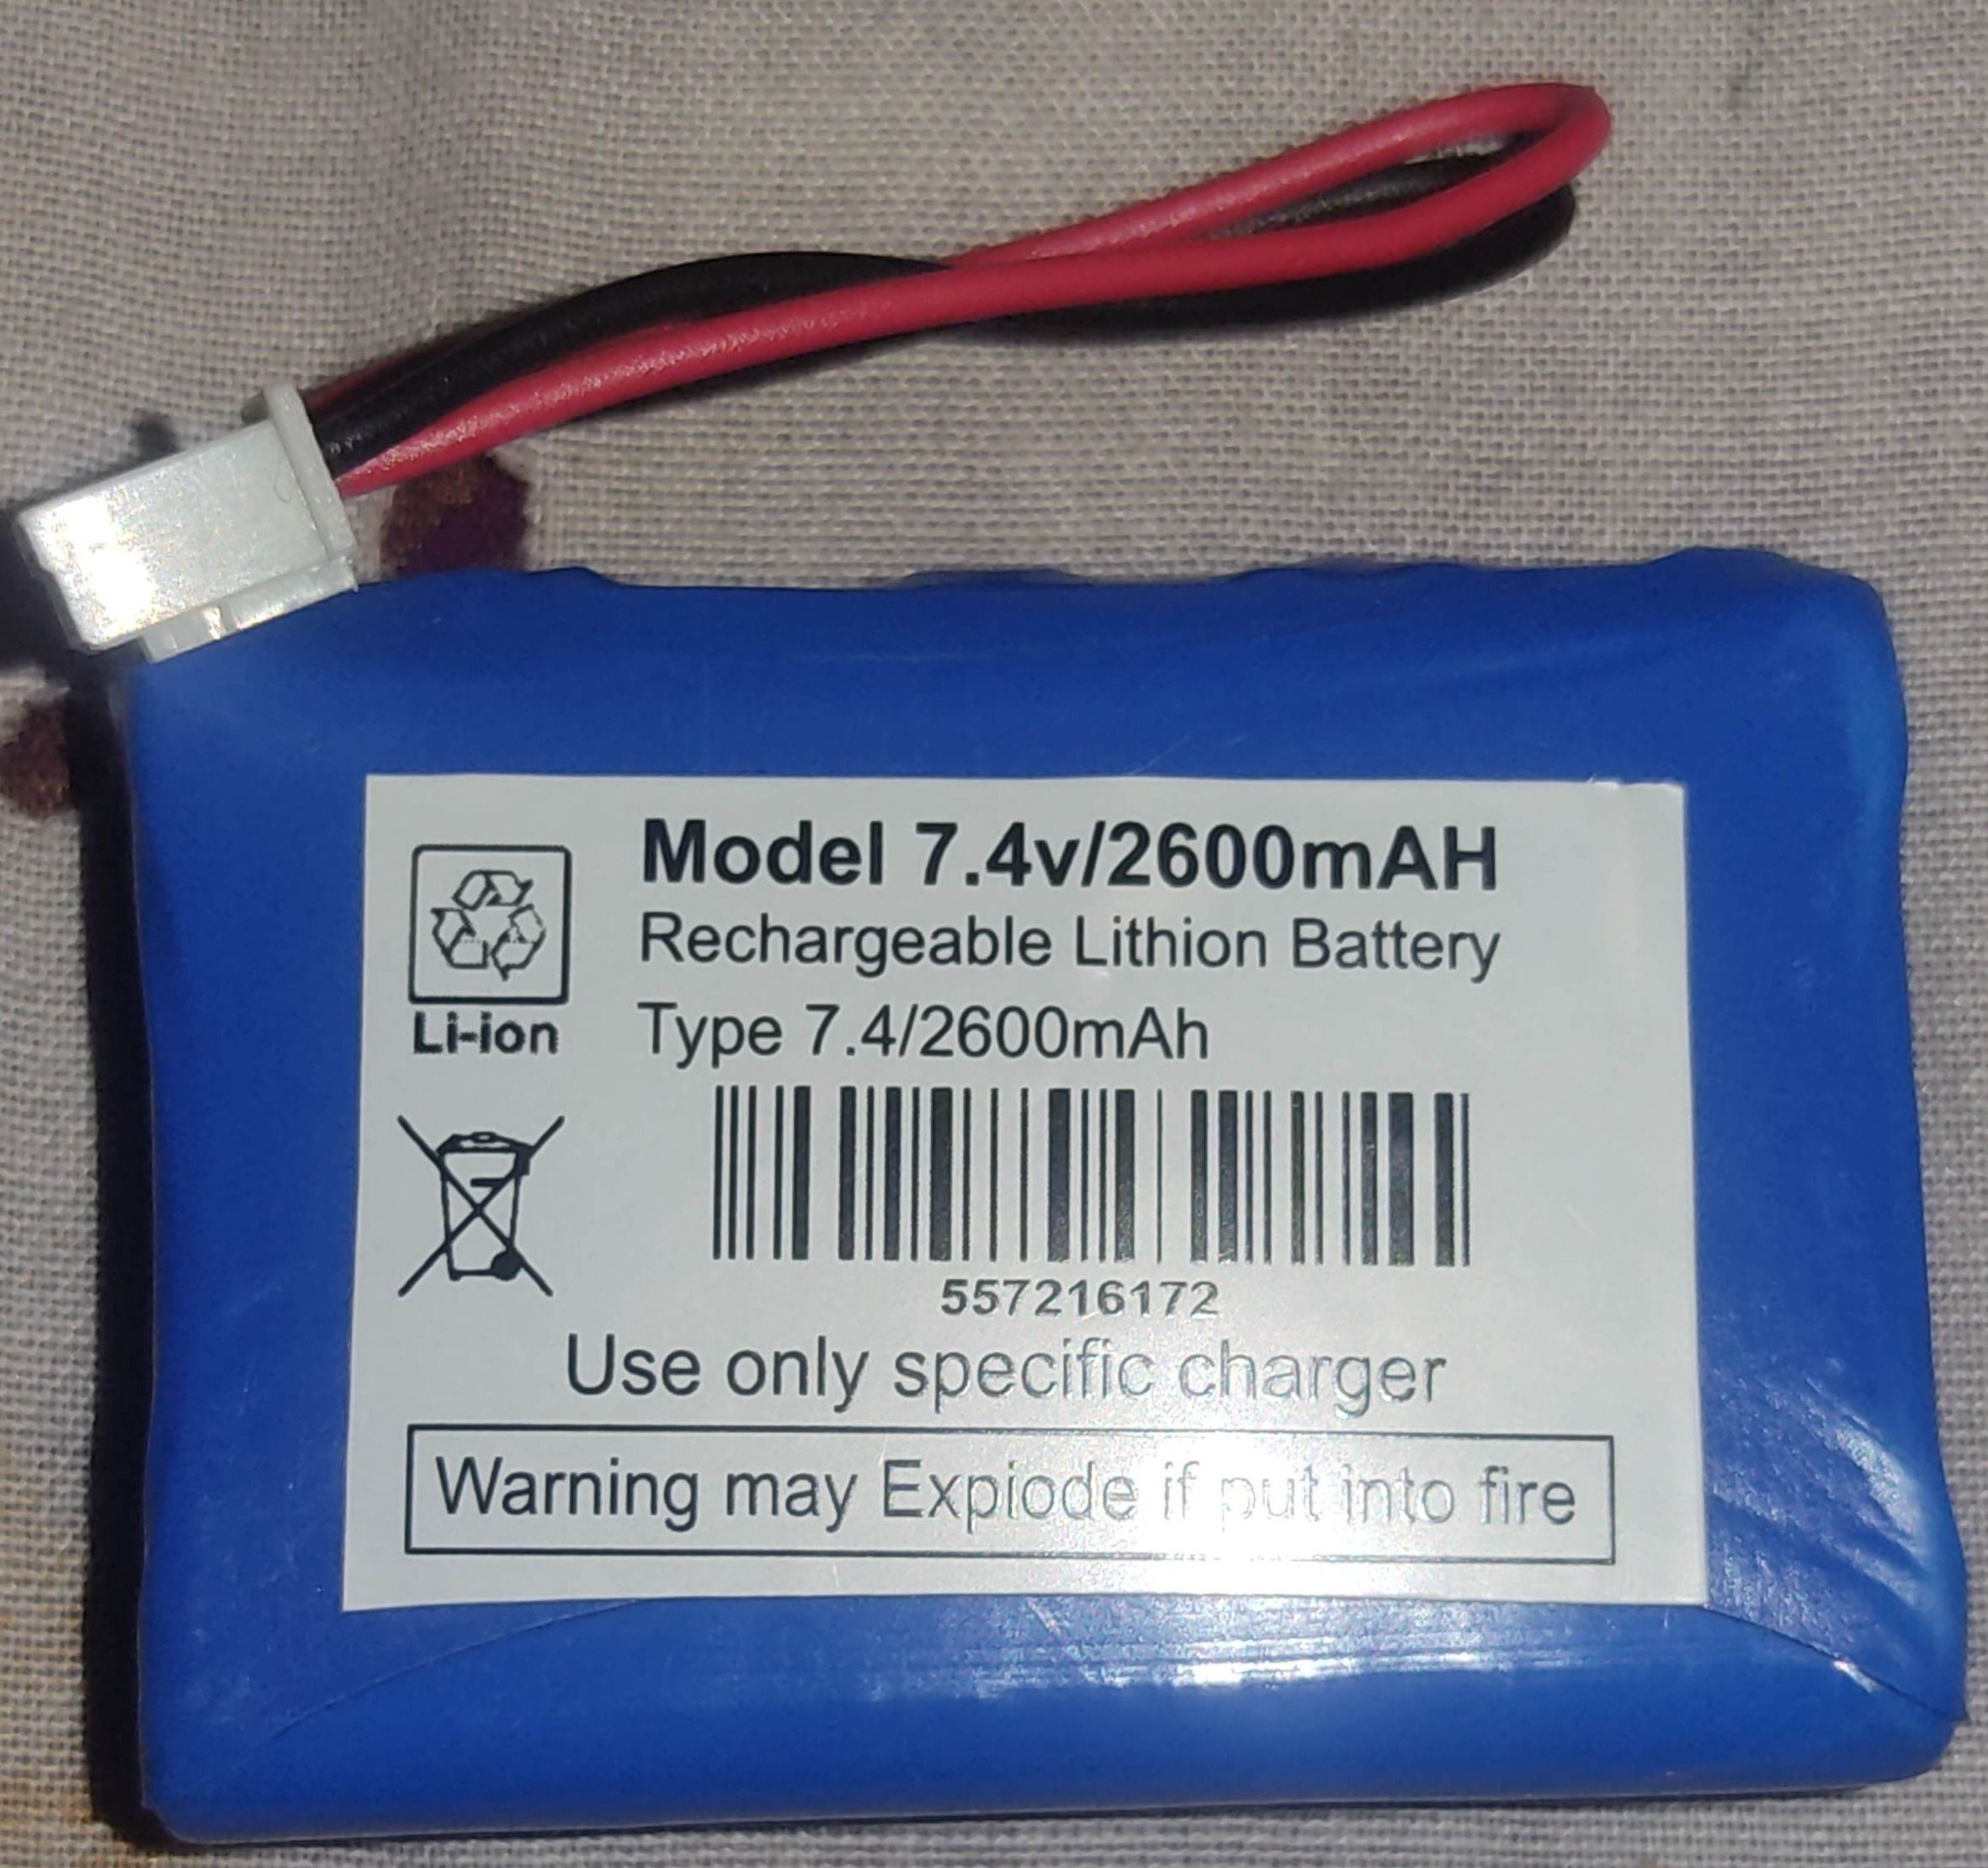 Model 7.4v/2600mAH
Rechargeable Lithion Battery
Li-ion
Type 7.4/2600mAh
557216172
Use only specific charger
Warning may Expiode if put into fire